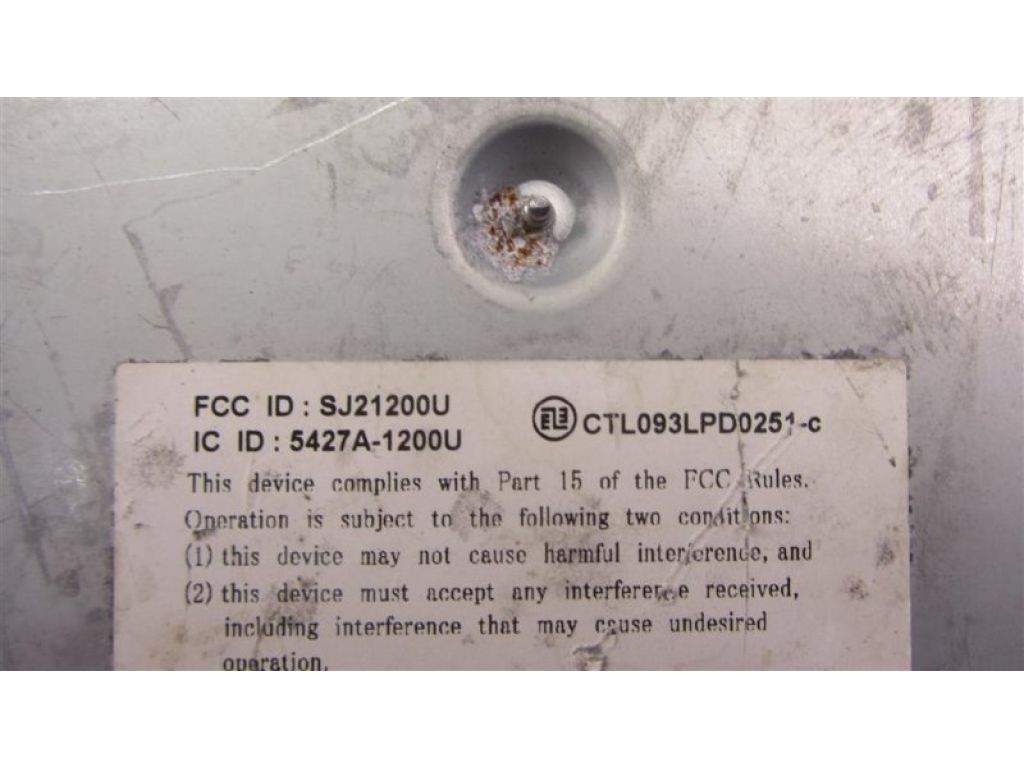 FCC ID : SJ21200U
CTL093LPD0251-c
IC ID : 5427A-1200U
This device complies with Part 15 of the FCC Rules.
Operation is subject to the following two conditions:
(1) this device may not cause harmful interference, and
(2) this device must accept any interference received,
including interference that may cause undesired
operation.